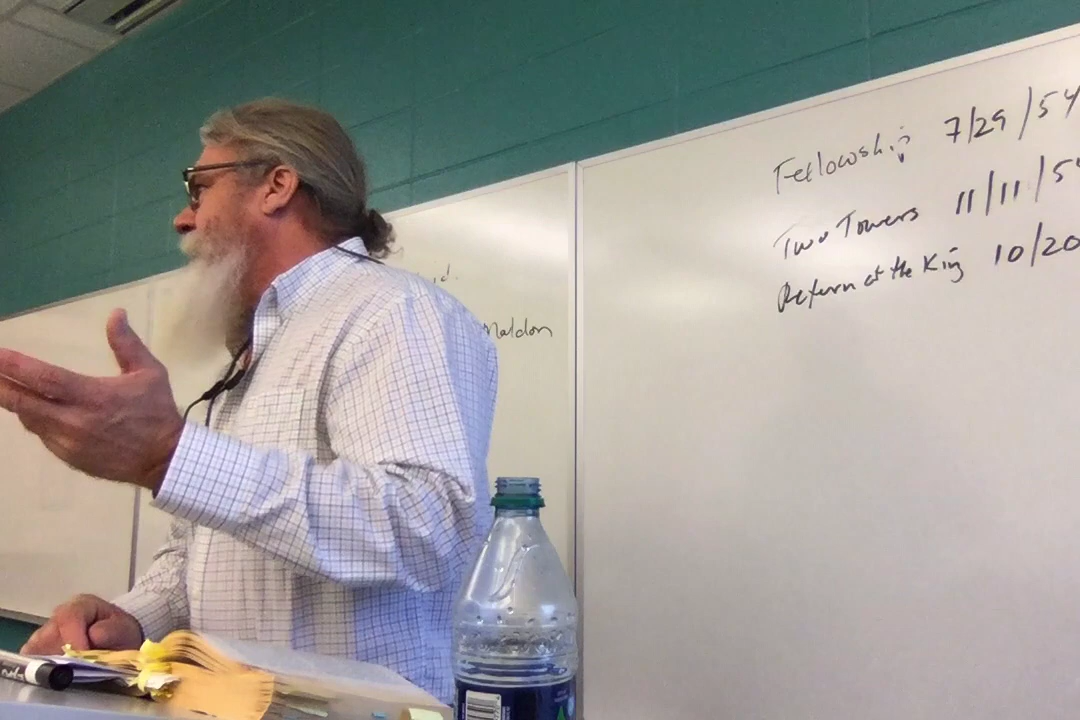 Fellowship 7/29/54
Two Towers 11/11/54
Return of the King 10/20
Maldon